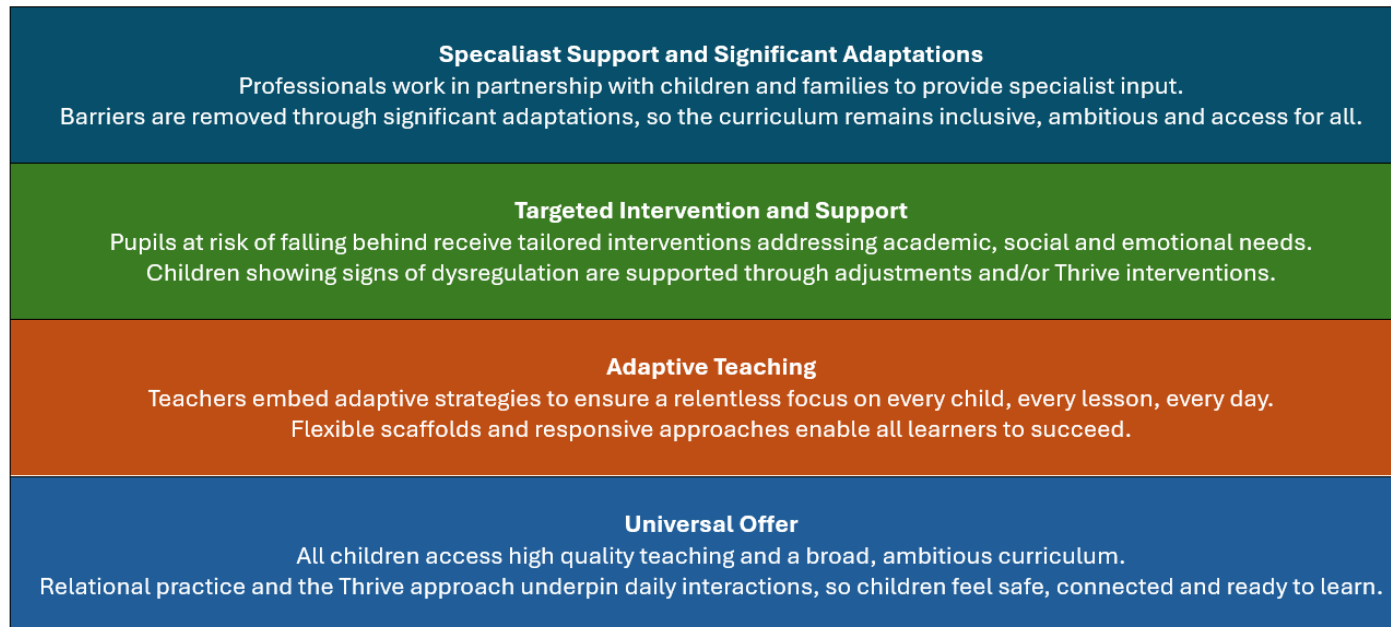 Specaliast Support and Significant Adaptations
Professionals work in partnership with children and families to provide specialist input.
Barriers are removed through significant adaptations, so the curriculum remains inclusive, ambitious and access for all.
Targeted Intervention and Support
Pupils at risk of falling behind receive tailored interventions addressing academic, social and emotional needs.
Children showing signs of dysregulation are supported through adjustments and/or Thrive interventions.
Adaptive Teaching
Teachers embed adaptive strategies to ensure a relentless focus on every child, every lesson, every day.
Flexible scaffolds and responsive approaches enable all learners to succeed.
Universal Offer
All children access high quality teaching and a broad, ambitious curriculum.
Relational practice and the Thrive approach underpin daily interactions, so children feel safe, connected and ready to learn.